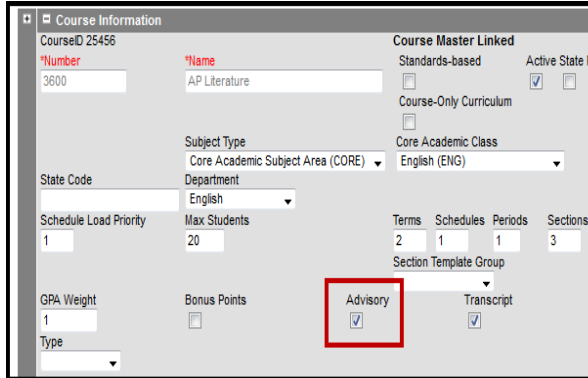 Course Information
CourseID 25456
Course Master Linked
*Number *Name Standards-based Active State
3600 AP Literature
Course-Only Curriculum
Subject Type Core Academic Class
Core Academic Subject Area (CORE) English (ENG)
State Code Department
English
Schedule Load Priority Max Students Terms Schedules Periods Sections
1 20 2 1 1 3
Section Template Group
GPA Weight Bonus Points Advisory Transcript
1
Type